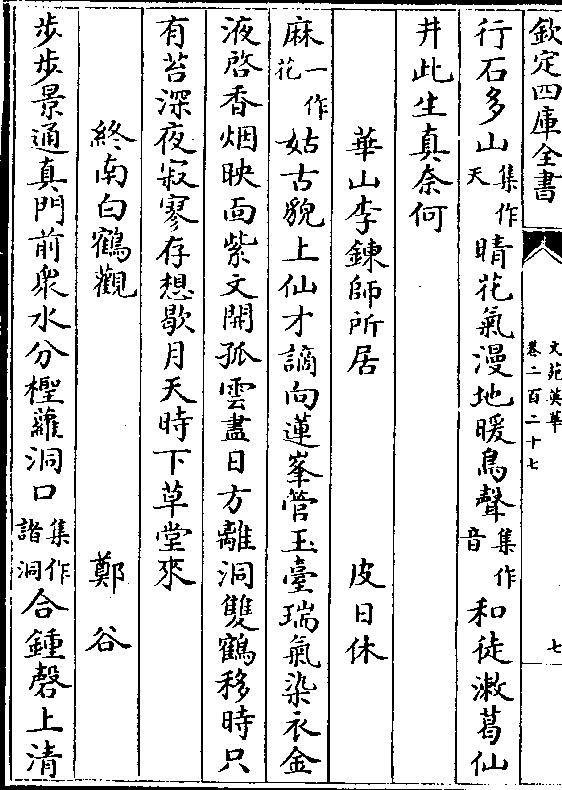 欽定四庫全書
文苑英華
卷二百二十七
七
行石多山集作天晴花氣漫地暖鳥聲集作音和徒漱葛仙
井此生真奈何
華山李鍊師所居 皮日休
麻一作花姑古貌上仙才謫向蓮峯管玉臺瑞氣染衣金
液啓香烟映面紫文開孤雲盡日方離洞雙鶴移時只
有苔深夜寂寥存想歇月天時下草堂來
終南白鶴觀 鄭谷
步步景通真門前衆水分檉蘿洞口集作諧洞合鍾磬上清